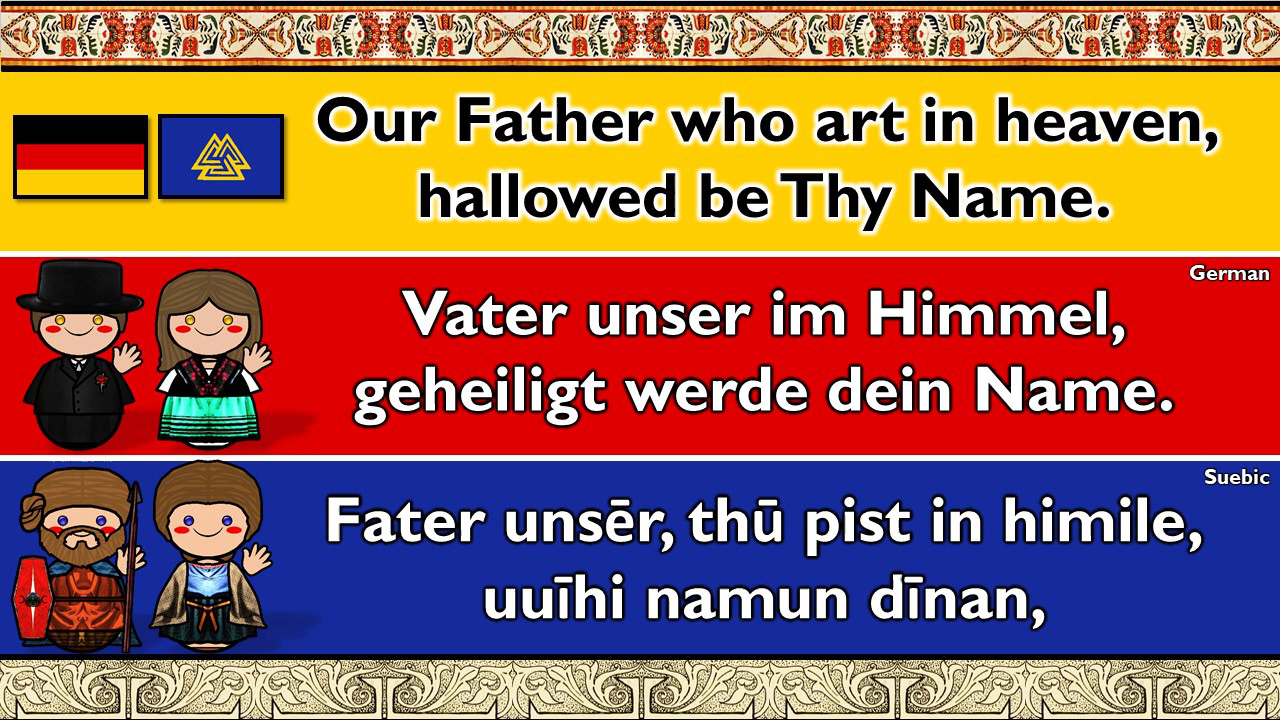 Our Father who art in heaven,
hallowed be Thy Name.
German
Vater unser im Himmel,
geheiligt werde dein Name.
Suebic
Fater unsēr, thū pist in himile,
uuīhi namun dīnan,